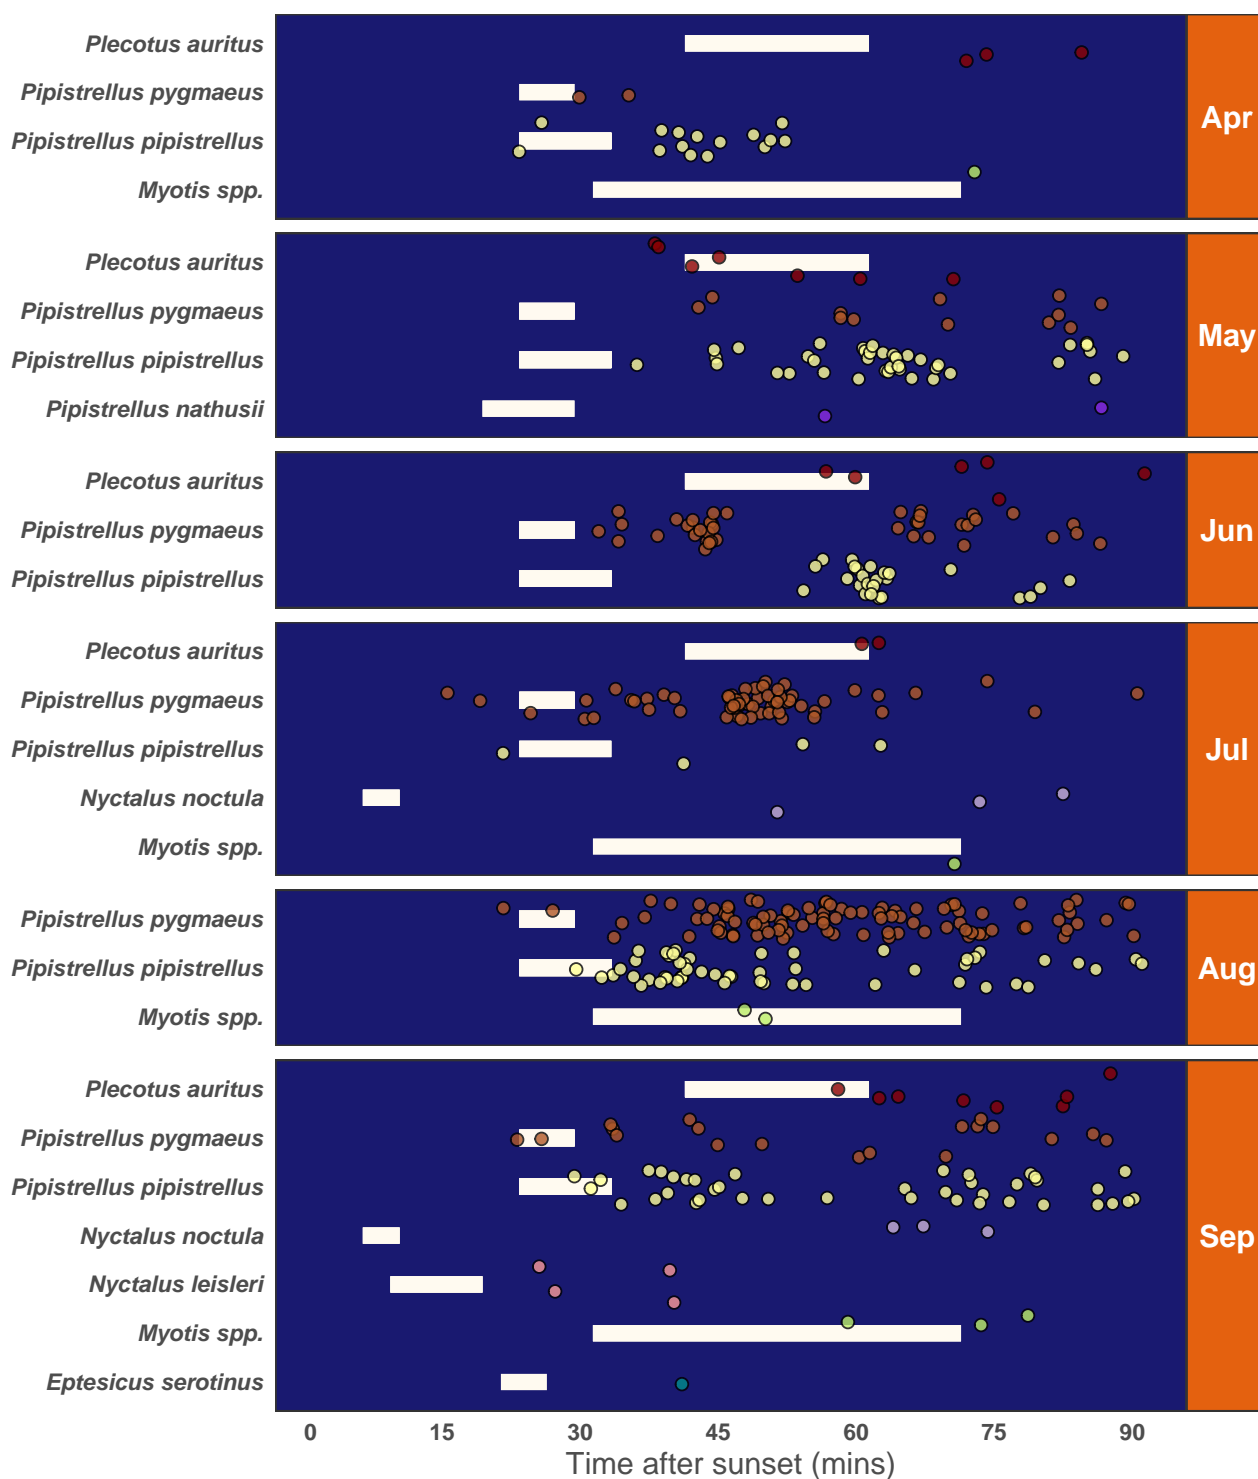 Plecotus auritus
Pipistrellus pygmaeus
Pipistrellus pipistrellus
Myotis spp.
Apr
Plecotus auritus
Pipistrellus pygmaeus
Pipistrellus pipistrellus
Pipistrellus nathusii
May
Plecotus auritus
Pipistrellus pygmaeus
Pipistrellus pipistrellus
Jun
Plecotus auritus
Pipistrellus pygmaeus
Pipistrellus pipistrellus
Nyctalus noctula
Myotis spp.
Jul
Pipistrellus pygmaeus
Pipistrellus pipistrellus
Myotis spp.
Aug
Plecotus auritus
Pipistrellus pygmaeus
Pipistrellus pipistrellus
Nyctalus noctula
Nyctalus leisleri
Myotis spp.
Eptesicus serotinus
Sep
0 15 30 45 60 75 90
Time after sunset (mins)